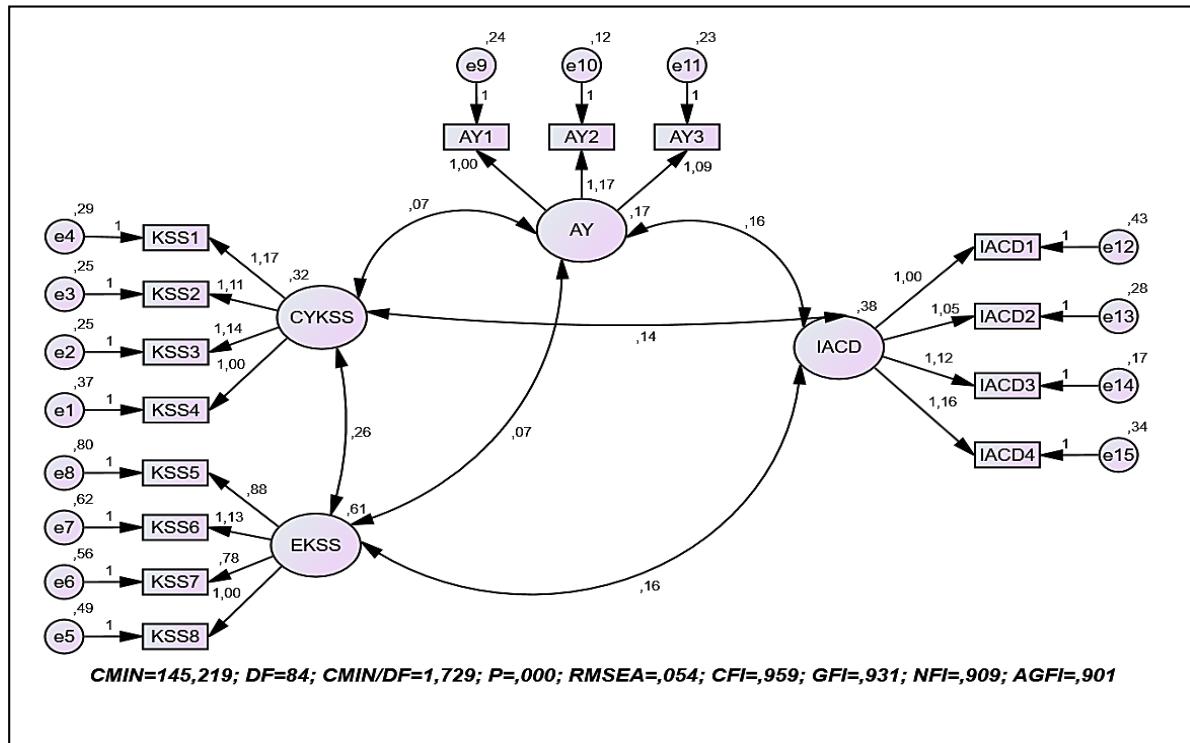 ,24 ,12 ,23
e9 e10 e11
1 1 1
AY1 AY2 AY3
1,00 1,17 1,09
,07 AY ,17 ,16
,29
e4 1 KSS1 1,17
,25
e3 1 KSS2 1,11
,25
e2 1 KSS3 1,14
,37
e1 1 KSS4 1,00
,32
CYKSS
,14
,38
IACD
1,00 IACD1 1 e12 ,43
1,05 IACD2 1 e13 ,28
1,12 IACD3 1 e14 ,17
1,16 IACD4 1 e15 ,34
,26 ,07
,80
e8 1 KSS5 ,88
,62
e7 1 KSS6 1,13
,56
e6 1 KSS7 ,78
,49
e5 1 KSS8 1,00
,61
EKSS
,16
CMIN=145,219; DF=84; CMIN/DF=1,729; P=,000; RMSEA=,054; CFI=,959; GFI=,931; NFI=,909; AGFI=,901